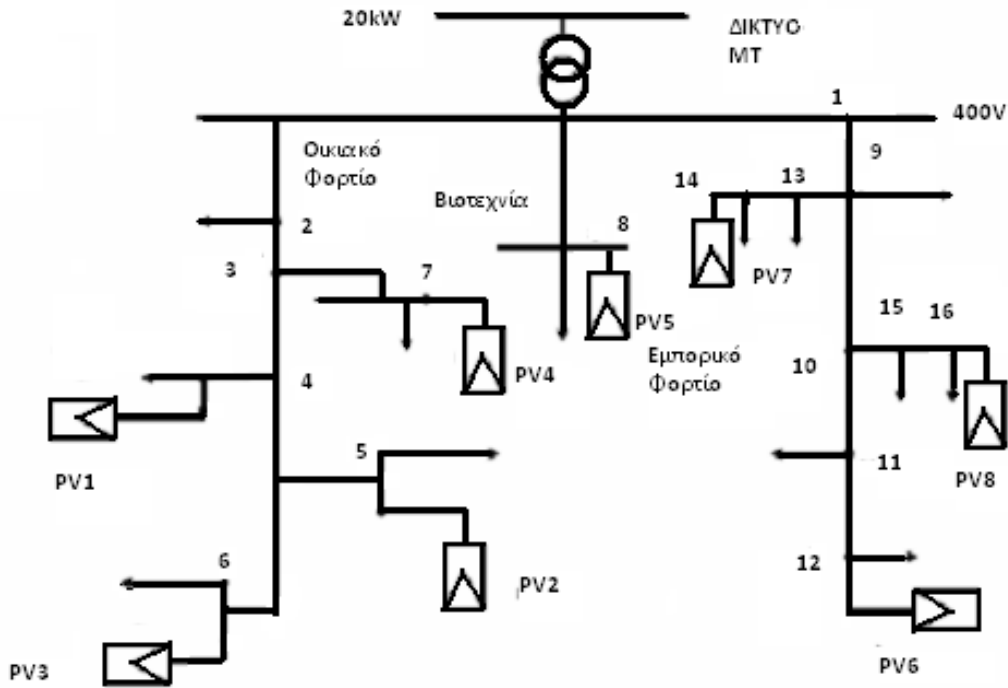 20kW
ΔΙΚΤΥΟ
ΜΤ
1
400V
Οικιακό
Φορτίο
9
Βιοτεχνία
14
13
2
8
3
7
PV7
PV5
15
16
Εμπορικό
Φορτίο
PV4
10
4
5
11
PV1
PV8
6
12
PV2
PV3
PV6